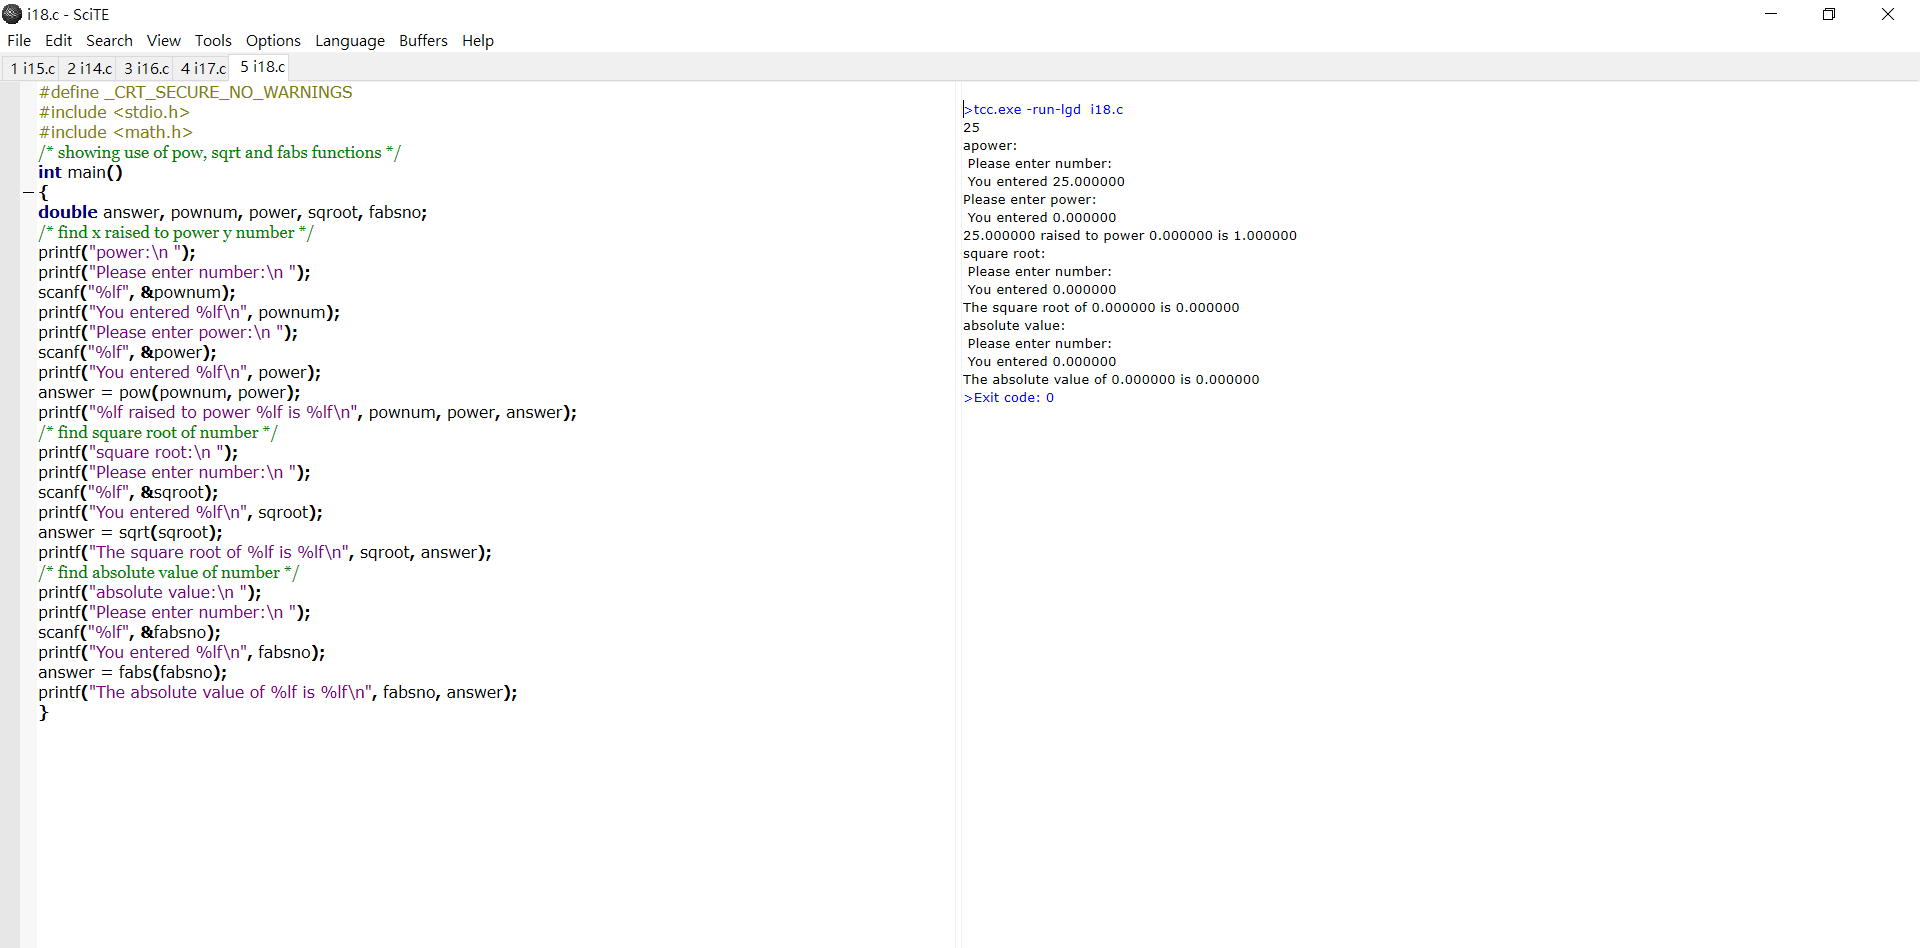 i18.c - SciTE
File Edit Search View Tools Options Language Buffers Help
1 i15.c 2 i14.c 3 i16.c 4 i17.c 5 i18.c
#define _CRT_SECURE_NO_WARNINGS
#include <stdio.h>
#include <math.h>
/* showing use of pow, sqrt and fabs functions */
int main()
{
double answer, pownum, power, sqroot, fabsno;
/* find x raised to power y number */
printf("power:\n ");
printf("Please enter number:\n ");
scanf("%lf", &pownum);
printf("You entered %lf\n", pownum);
printf("Please enter power:\n ");
scanf("%lf", &power);
printf("You entered %lf\n", power);
answer = pow(pownum, power);
printf("%lf raised to power %lf is %lf\n", pownum, power, answer);
/* find square root of number */
printf("square root:\n ");
printf("Please enter number:\n ");
scanf("%lf", &sqroot);
printf("You entered %lf\n", sqroot);
answer = sqrt(sqroot);
printf("The square root of %lf is %lf\n", sqroot, answer);
/* find absolute value of number */
printf("absolute value:\n ");
printf("Please enter number:\n ");
scanf("%lf", &fabsno);
printf("You entered %lf\n", fabsno);
answer = fabs(fabsno);
printf("The absolute value of %lf is %lf\n", fabsno, answer);
}
>tcc.exe -run-lgd  i18.c
25
apower:
 Please enter number:
 You entered 25.000000
Please enter power:
 You entered 0.000000
25.000000 raised to power 0.000000 is 1.000000
square root:
 Please enter number:
 You entered 0.000000
The square root of 0.000000 is 0.000000
absolute value:
 Please enter number:
 You entered 0.000000
The absolute value of 0.000000 is 0.000000
>Exit code: 0